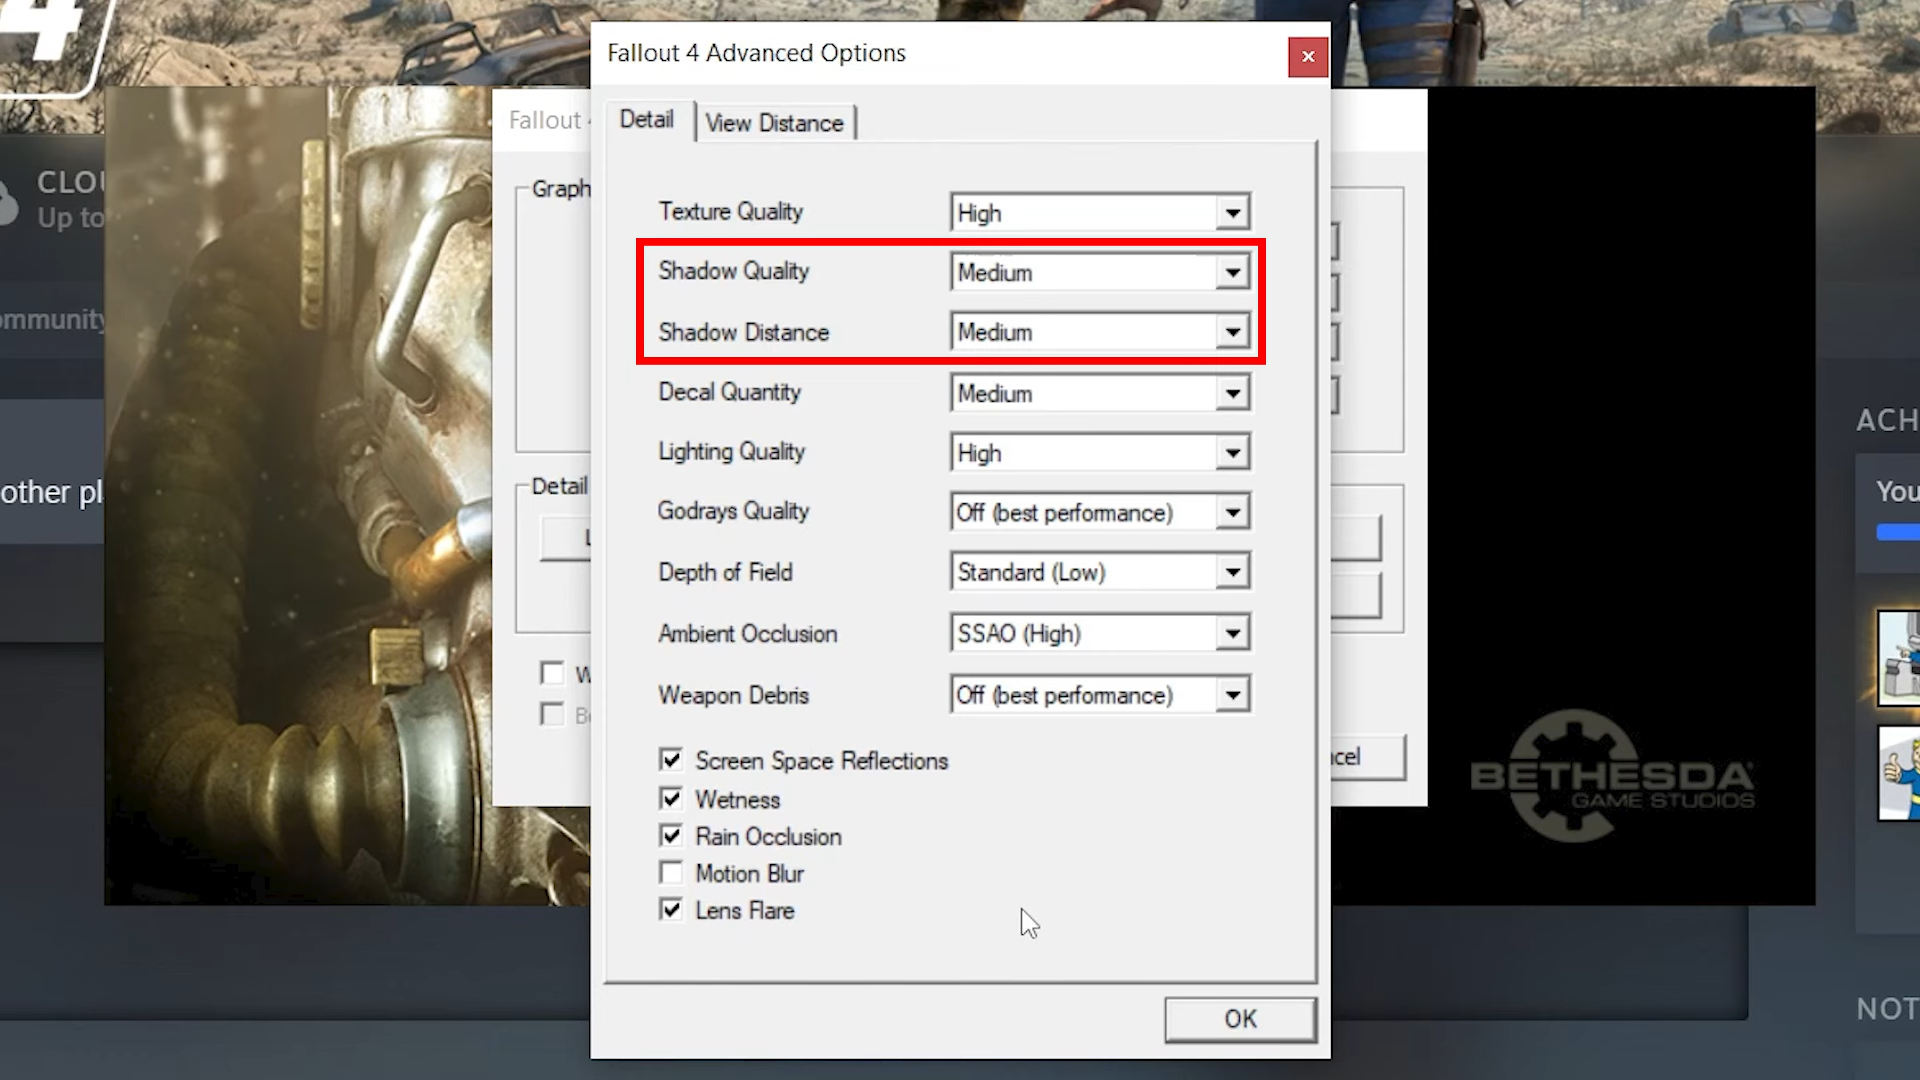 4
Fallout 4 Advanced Options
Fallout
Detail
View Distance
CLOU
Up to
Graph
Texture Quality
High
Shadow Quality
Medium
ommunity
Shadow Distance
Medium
Decal Quantity
Medium
ACH
Lighting Quality
High
Detail
other pl
You
Godrays Quality
Off (best performance)
Depth of Field
Standard (Low)
Ambient Occlusion
SSAO (High)
Weapon Debris
Off (best performance)
Screen Space Reflections
ncel
Wetness
Rain Occlusion
Motion Blur
Lens Flare
BETHESDA
GAME STUDIOS
NOT
OK